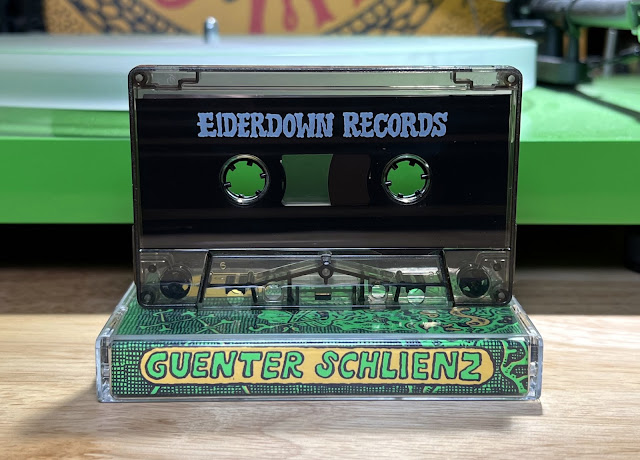 EIDERDOWN RECORDS
GUENTER SCHLIENZ